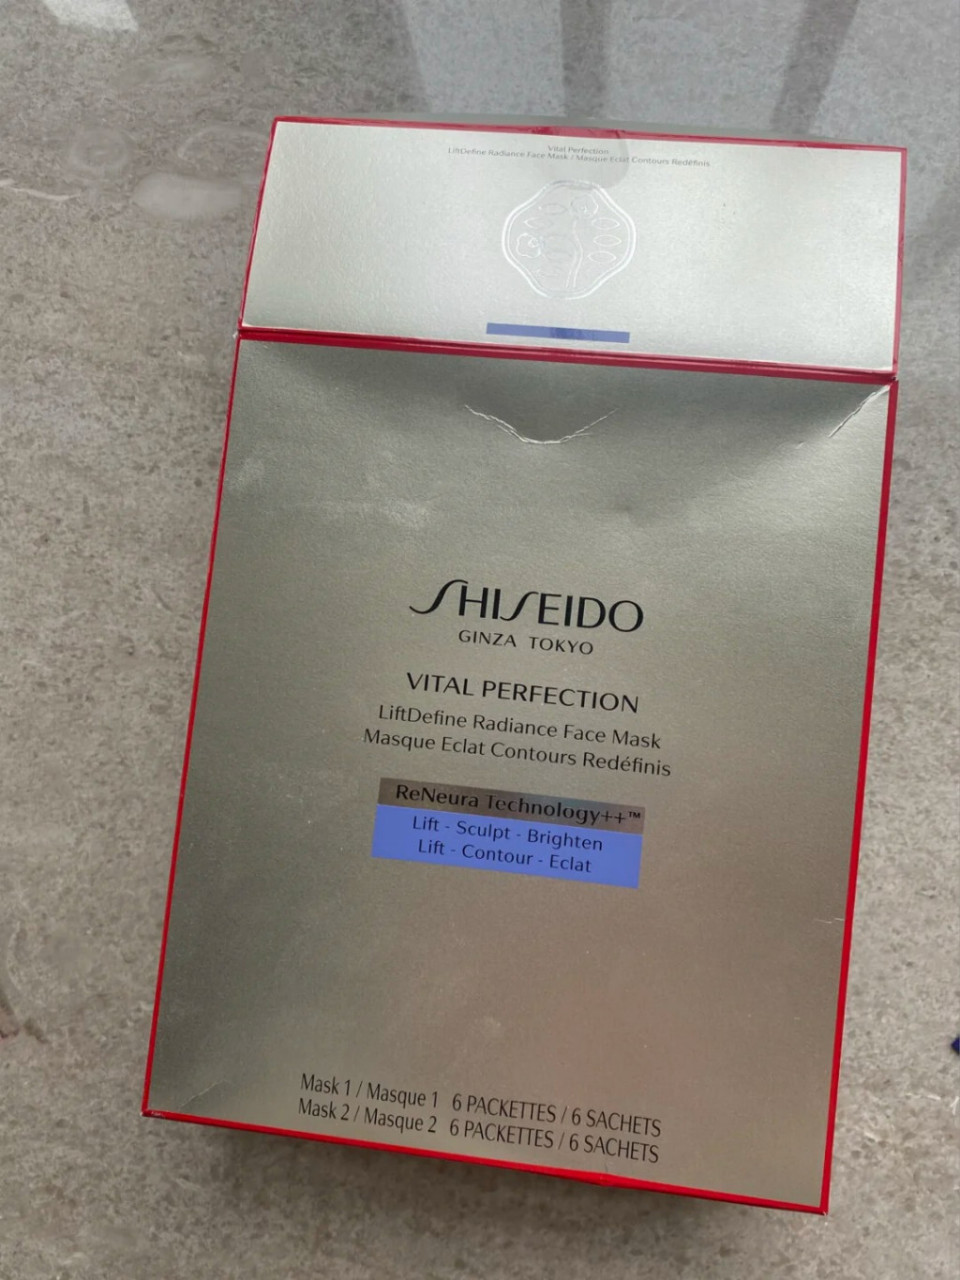 Vital Perfection
LiftDefine Radiance Face Mask / Masque Eclat Contours Redéfinis
SHISEIDO
GINZA TOKYO
VITAL PERFECTION
LiftDefine Radiance Face Mask
Masque Eclat Contours Redéfinis
ReNeura Technology++™
Lift - Sculpt - Brighten
Lift - Contour - Eclat
Mask 1 / Masque 1 6 PACKETTES / 6 SACHETS
Mask 2 / Masque 2 6 PACKETTES / 6 SACHETS